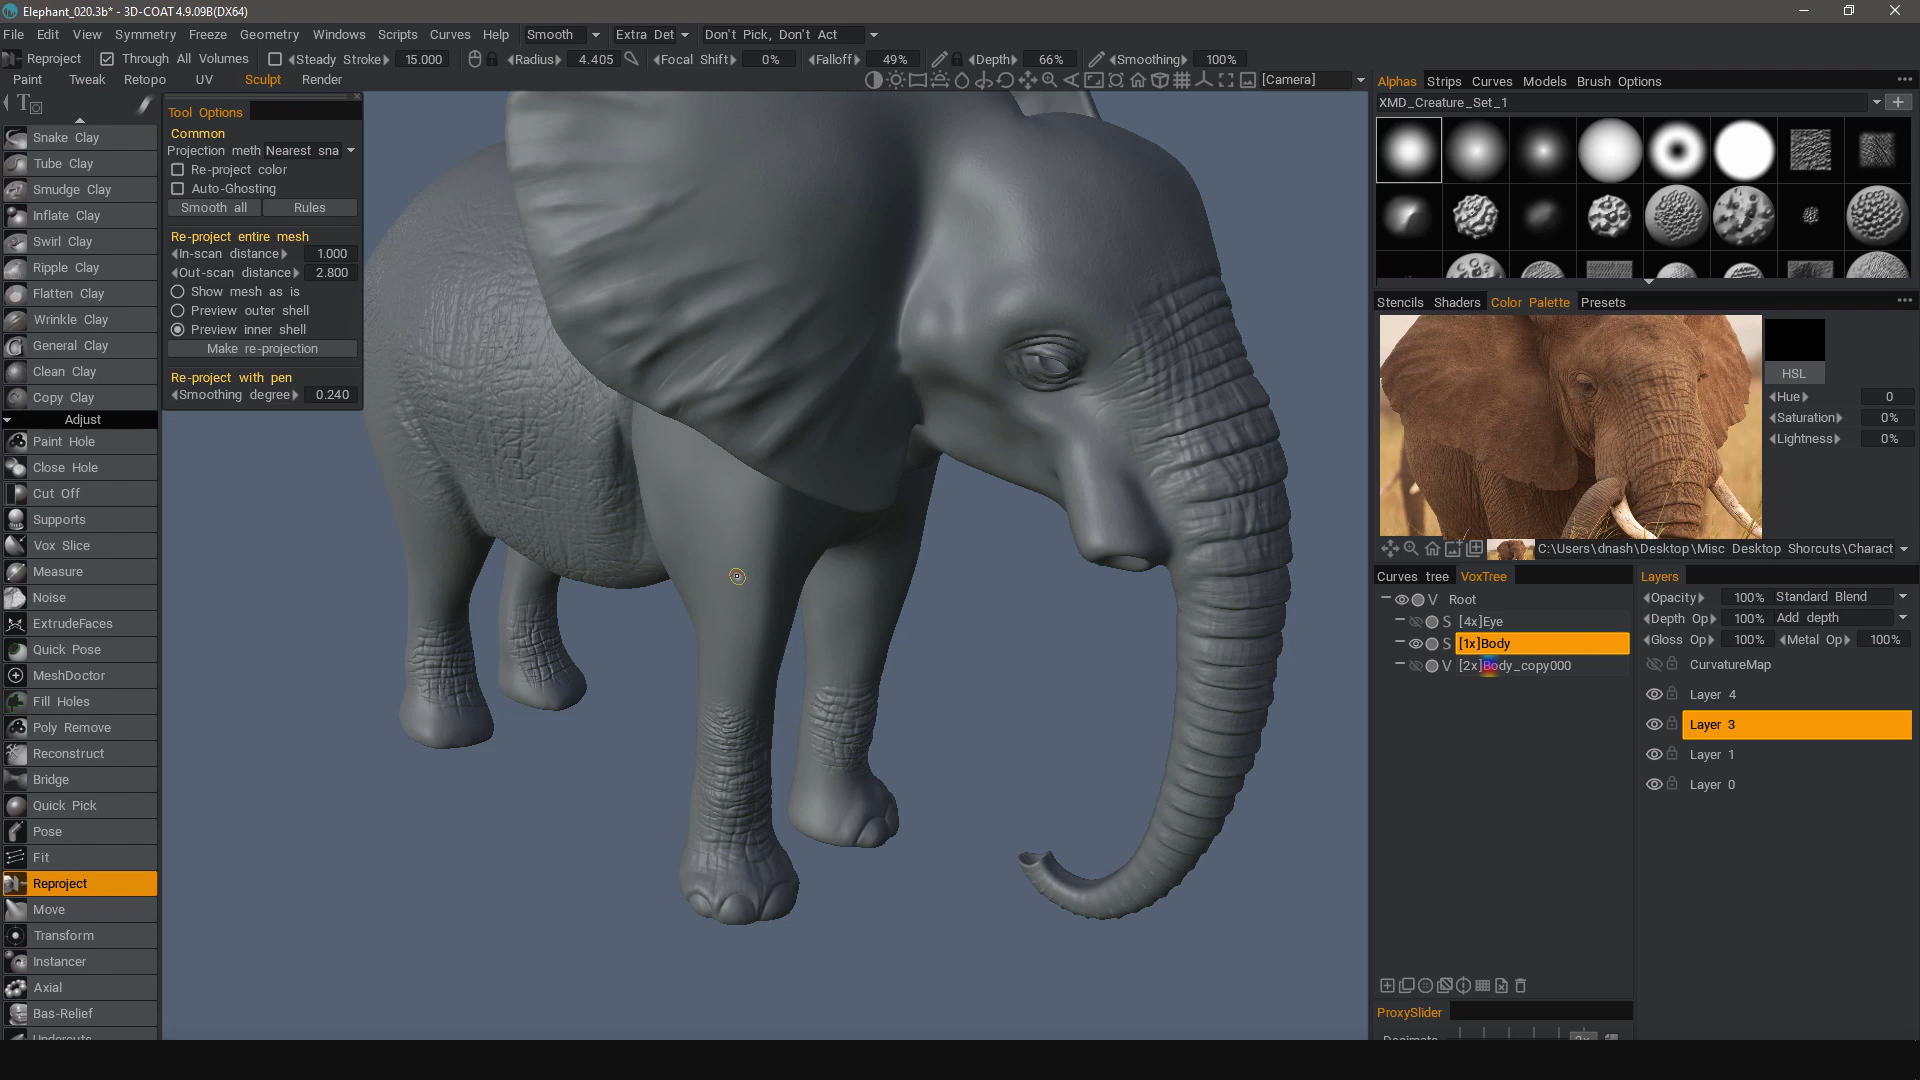 Elephant_020.3b* - 3D-COAT 4.9.09B(DX64)
File Edit View Symmetry Freeze Geometry Windows Scripts Curves Help Smooth Extra Det Don't Pick, Don't Act
Reproject Through All Volumes Steady Stroke 15.000 Radius 4.405 Focal Shift 0% Falloff 49% Depth 66% Smoothing 100%
Paint Tweak Retopo UV Sculpt Render [Camera]
Snake Clay
Tube Clay
Smudge Clay
Inflate Clay
Swirl Clay
Ripple Clay
Flatten Clay
Wrinkle Clay
General Clay
Clean Clay
Copy Clay
Adjust
Paint Hole
Close Hole
Cut Off
Supports
Vox Slice
Measure
Noise
ExtrudeFaces
Quick Pose
MeshDoctor
Fill Holes
Poly Remove
Reconstruct
Bridge
Quick Pick
Pose
Fit
Reproject
Move
Transform
Instancer
Axial
Bas-Relief
Undercuts
Tool Options
Common
Projection meth Nearest sna
Re-project color
Auto-Ghosting
Smooth all Rules
Re-project entire mesh
In-scan distance 1.000
Out-scan distance 2.800
Show mesh as is
Preview outer shell
Preview inner shell
Make re-projection
Re-project with pen
Smoothing degree 0.240
Alphas Strips Curves Models Brush Options
XMD_Creature_Set_1
Stencils Shaders Color Palette Presets
HSL
Hue 0
Saturation 0%
Lightness 0%
C:\Users\dnash\Desktop\Misc Desktop Shorcuts\Charact
Curves tree VoxTree
V Root
S [4x]Eye
S [1x]Body
V [2x]Body_copy000
Layers
Opacity 100% Standard Blend
Depth Op 100% Add depth
Gloss Op 100% Metal Op 100%
CurvatureMap
Layer 4
Layer 3
Layer 1
Layer 0
ProxySlider
Decimate 2x